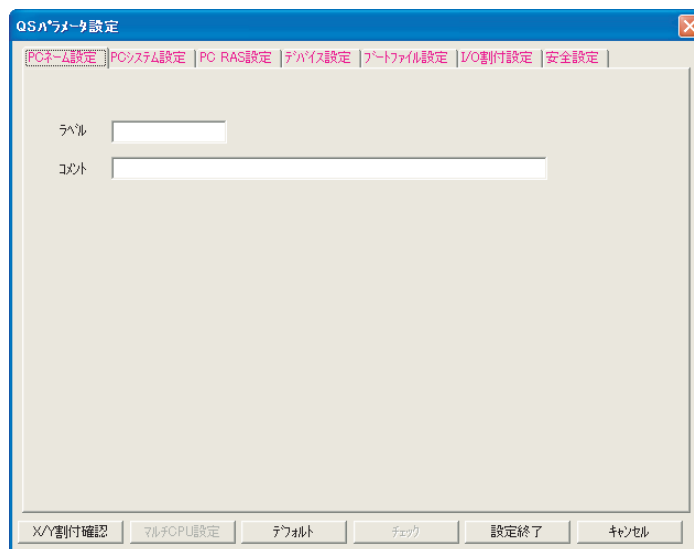 QSﾊﾟﾗﾒｰﾀ設定
PCﾈｰﾑ設定 PCｼｽﾃﾑ設定 PC RAS設定 ﾃﾞﾊﾞｲｽ設定 ﾌﾞｰﾄﾌｧｲﾙ設定 I/O割付設定 安全設定
ﾗﾍﾞﾙ
ｺﾒﾝﾄ
X/Y割付確認 ﾏﾙﾁCPU設定 ﾃﾞﾌｫﾙﾄ ﾁｪｯｸ 設定終了 ｷｬﾝｾﾙ